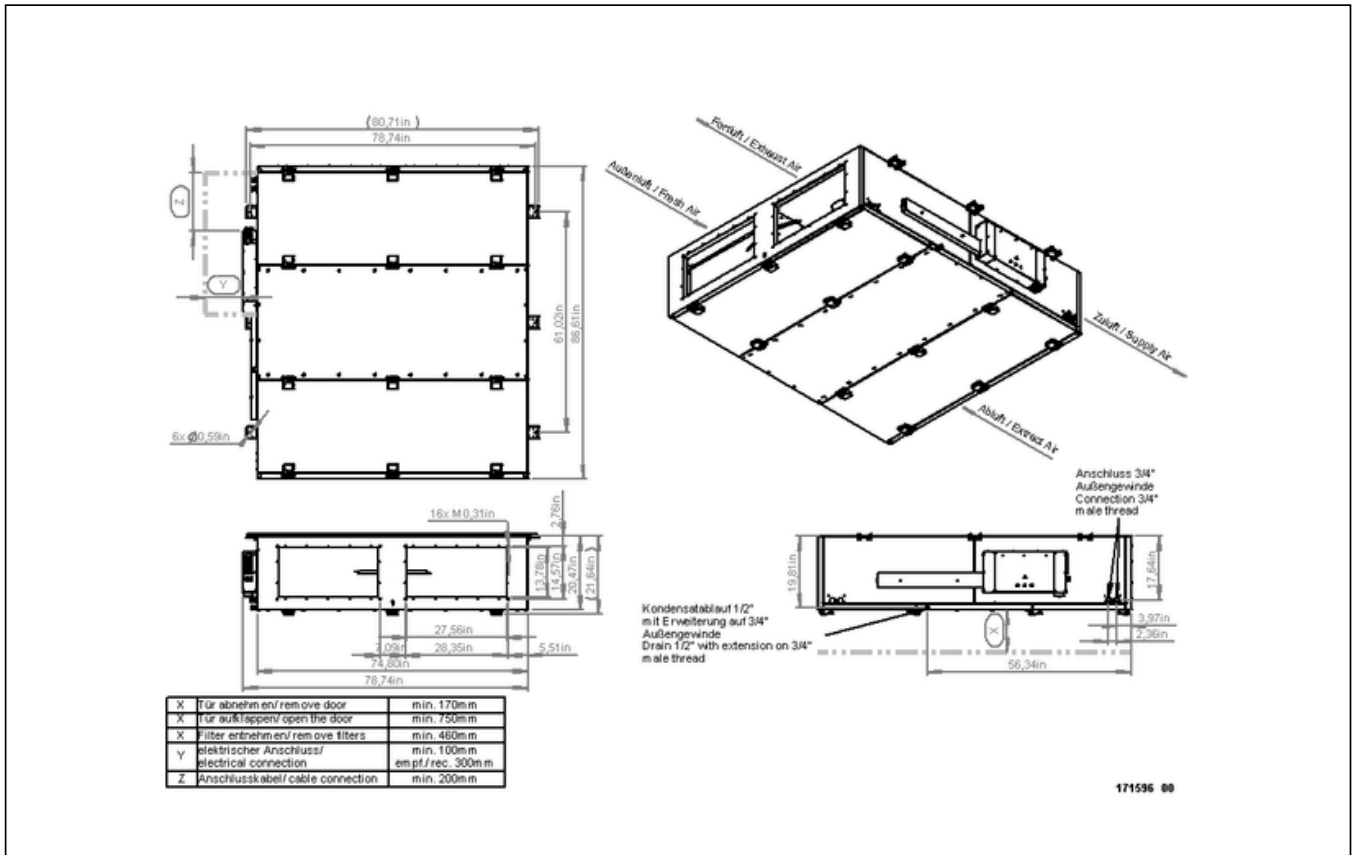 (80,71in )
78,74in
Z
Y
61,02in
86,61in
6x Ø0,59in
Fortluft / Exhaust Air
Außenluft / Fresh Air
Zuluft / Supply Air
Abluft / Extract Air
16x M0,31in
2,76in
13,78in
14,57in
20,47in
(21,64in )
27,56in
7,09in
28,35in
5,51in
74,80in
78,74in
Anschluss 3/4"
Außengewinde
Connection 3/4"
male thread
19,81in
17,64in
Kondensatablauf 1/2"
mit Erweiterung auf 3/4"
Außengewinde
Drain 1/2" with extension on 3/4"
male thread
X
3,97in
2,36in
56,34in
X Tür abnehmen/ remove door min. 170mm
X Tür aufklappen/ open the door min. 750mm
X Filter entnehmen/ remove filters min. 460mm
Y elektrischer Anschluss/ min. 100mm
electrical connection empf./ rec. 300mm
Z Anschlusskabel/ cable connection min. 200mm
171596 00